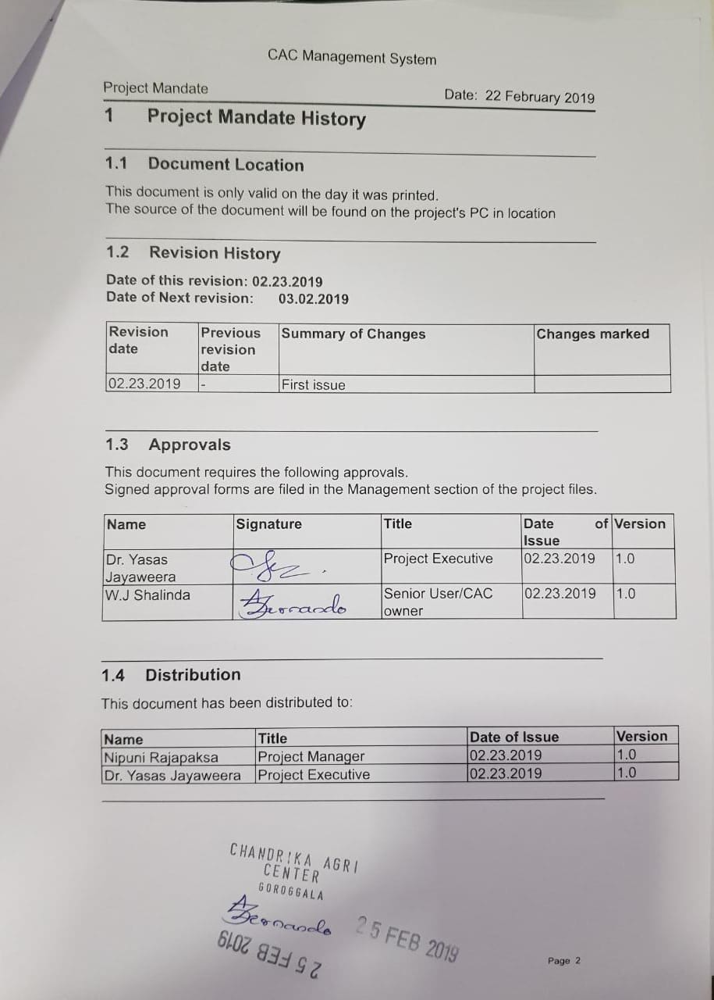 CAC Management System
Project Mandate Date: 22 February 2019
1 Project Mandate History
1.1 Document Location
This document is only valid on the day it was printed.
The source of the document will be found on the project's PC in location
1.2 Revision History
Date of this revision: 02.23.2019
Date of Next revision: 03.02.2019
Revision date Previous revision date Summary of Changes Changes marked
02.23.2019 - First issue
1.3 Approvals
This document requires the following approvals.
Signed approval forms are filed in the Management section of the project files.
Name Signature Title Date of Issue Version
Dr. Yasas Jayaweera Project Executive 02.23.2019 1.0
W.J Shalinda Fernando Senior User/CAC owner 02.23.2019 1.0
1.4 Distribution
This document has been distributed to:
Name Title Date of Issue Version
Nipuni Rajapaksa Project Manager 02.23.2019 1.0
Dr. Yasas Jayaweera Project Executive 02.23.2019 1.0
CHANDRIKA AGRI
CENTER
GOROGGALA
Fernando
25 FEB 2019
25 FEB 2019
Page 2